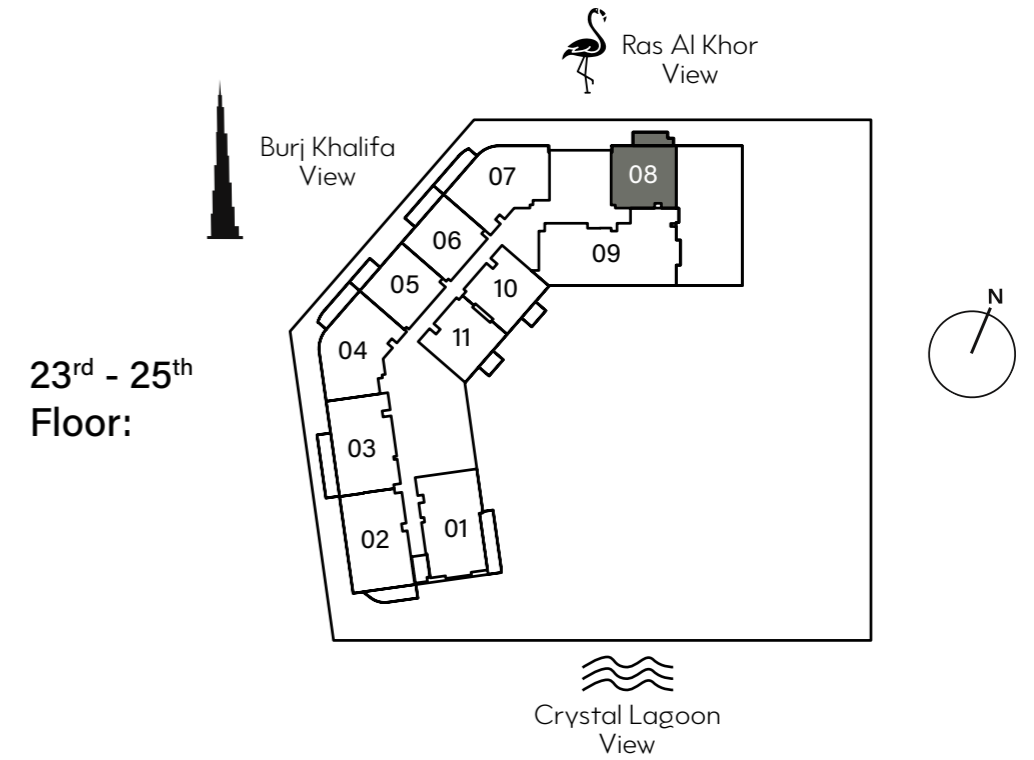 Ras Al Khor
View
Burj Khalifa
View
07
08
06
09
05
10
11
04
N
23rd - 25th
Floor:
03
01
02
Crystal Lagoon
View